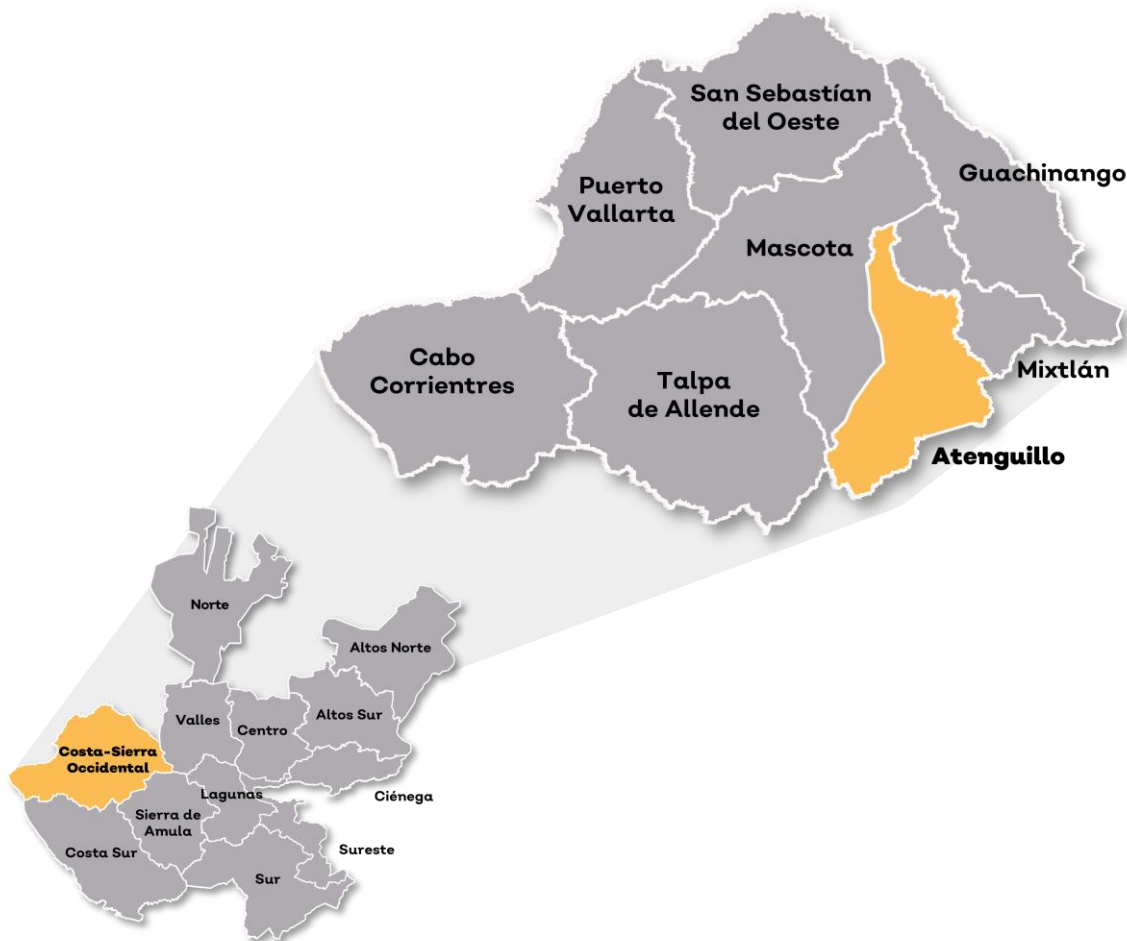 San Sebastían
del Oeste
Guachinango
Puerto
Vallarta
Mascota
Cabo
Corrientres
Talpa
de Allende
Mixtlán
Atenguillo
Norte
Altos Norte
Valles
Centro
Altos Sur
Costa-Sierra
Occidental
Lagunas
Ciénega
Sierra de
Amula
Costa Sur
Sureste
Sur